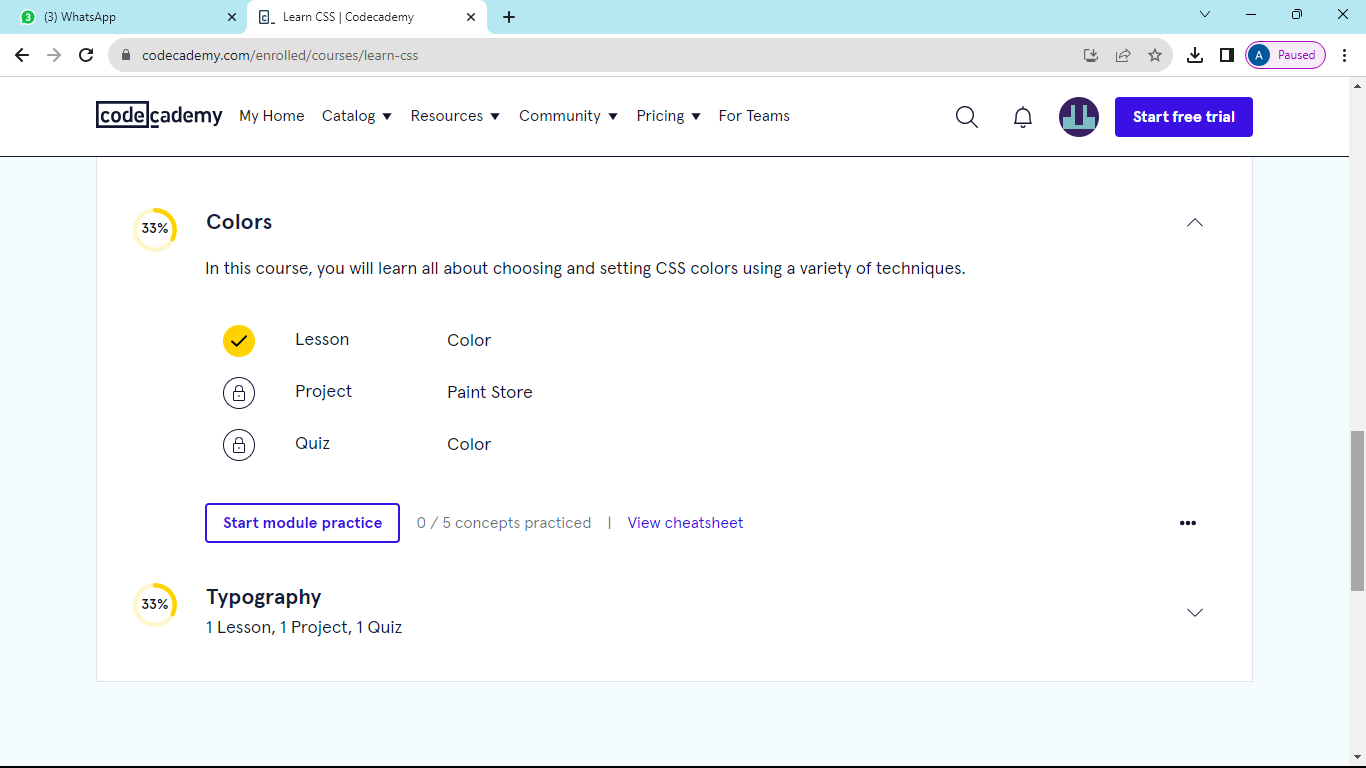 (3) WhatsApp
Learn CSS | Codecademy
codecademy.com/enrolled/courses/learn-css
A Paused
codecademy My Home Catalog Resources Community Pricing For Teams Start free trial
33% Colors
In this course, you will learn all about choosing and setting CSS colors using a variety of techniques.
Lesson Color
Project Paint Store
Quiz Color
Start module practice 0 / 5 concepts practiced | View cheatsheet
33% Typography
1 Lesson, 1 Project, 1 Quiz